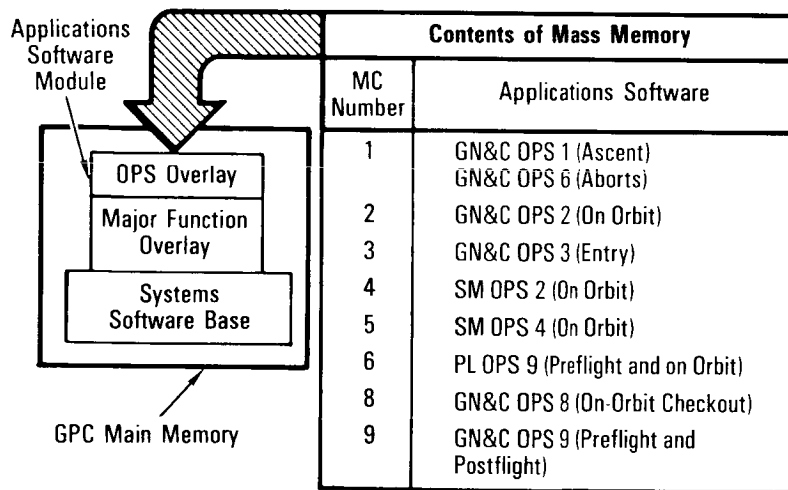 Applications
Software
Module
OPS Overlay
Major Function
Overlay
Systems
Software Base
GPC Main Memory
Contents of Mass Memory
MC
Number
Applications Software
1 GN&C OPS 1 (Ascent)
GN&C OPS 6 (Aborts)
2 GN&C OPS 2 (On Orbit)
3 GN&C OPS 3 (Entry)
4 SM OPS 2 (On Orbit)
5 SM OPS 4 (On Orbit)
6 PL OPS 9 (Preflight and on Orbit)
8 GN&C OPS 8 (On-Orbit Checkout)
9 GN&C OPS 9 (Preflight and
Postflight)